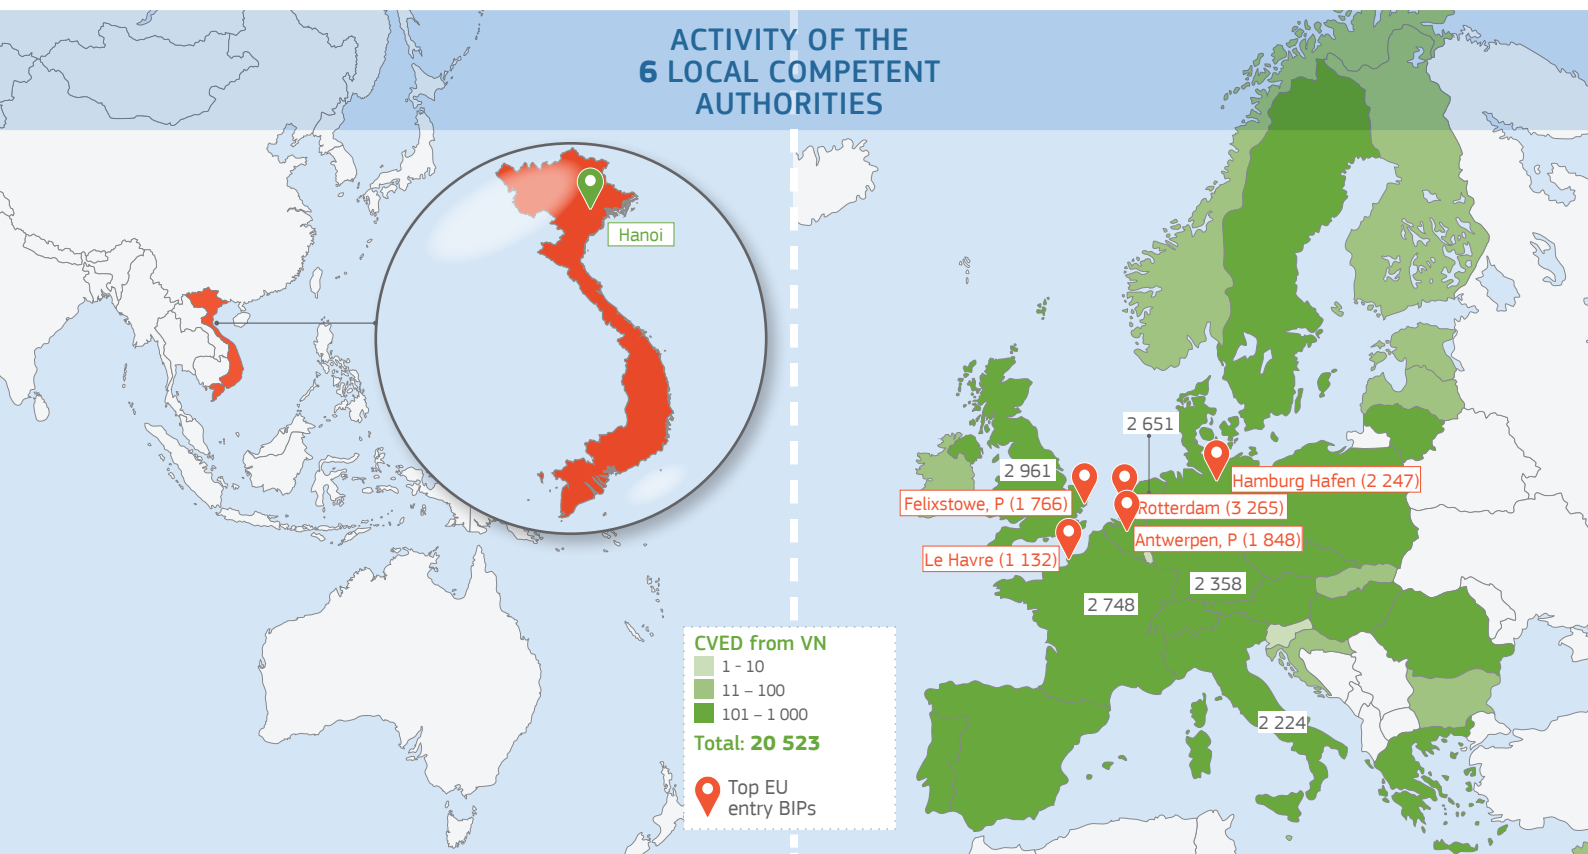 ACTIVITY OF THE
6 LOCAL COMPETENT
AUTHORITIES
Hanoi
2 651
2 961
Hamburg Hafen (2 247)
Felixstowe, P (1 766)
Rotterdam (3 265)
Antwerpen, P (1 848)
Le Havre (1 132)
2 358
2 748
2 224
CVED from VN
1 - 10
11 – 100
101 – 1 000
Total: 20 523
Top EU
entry BIPs